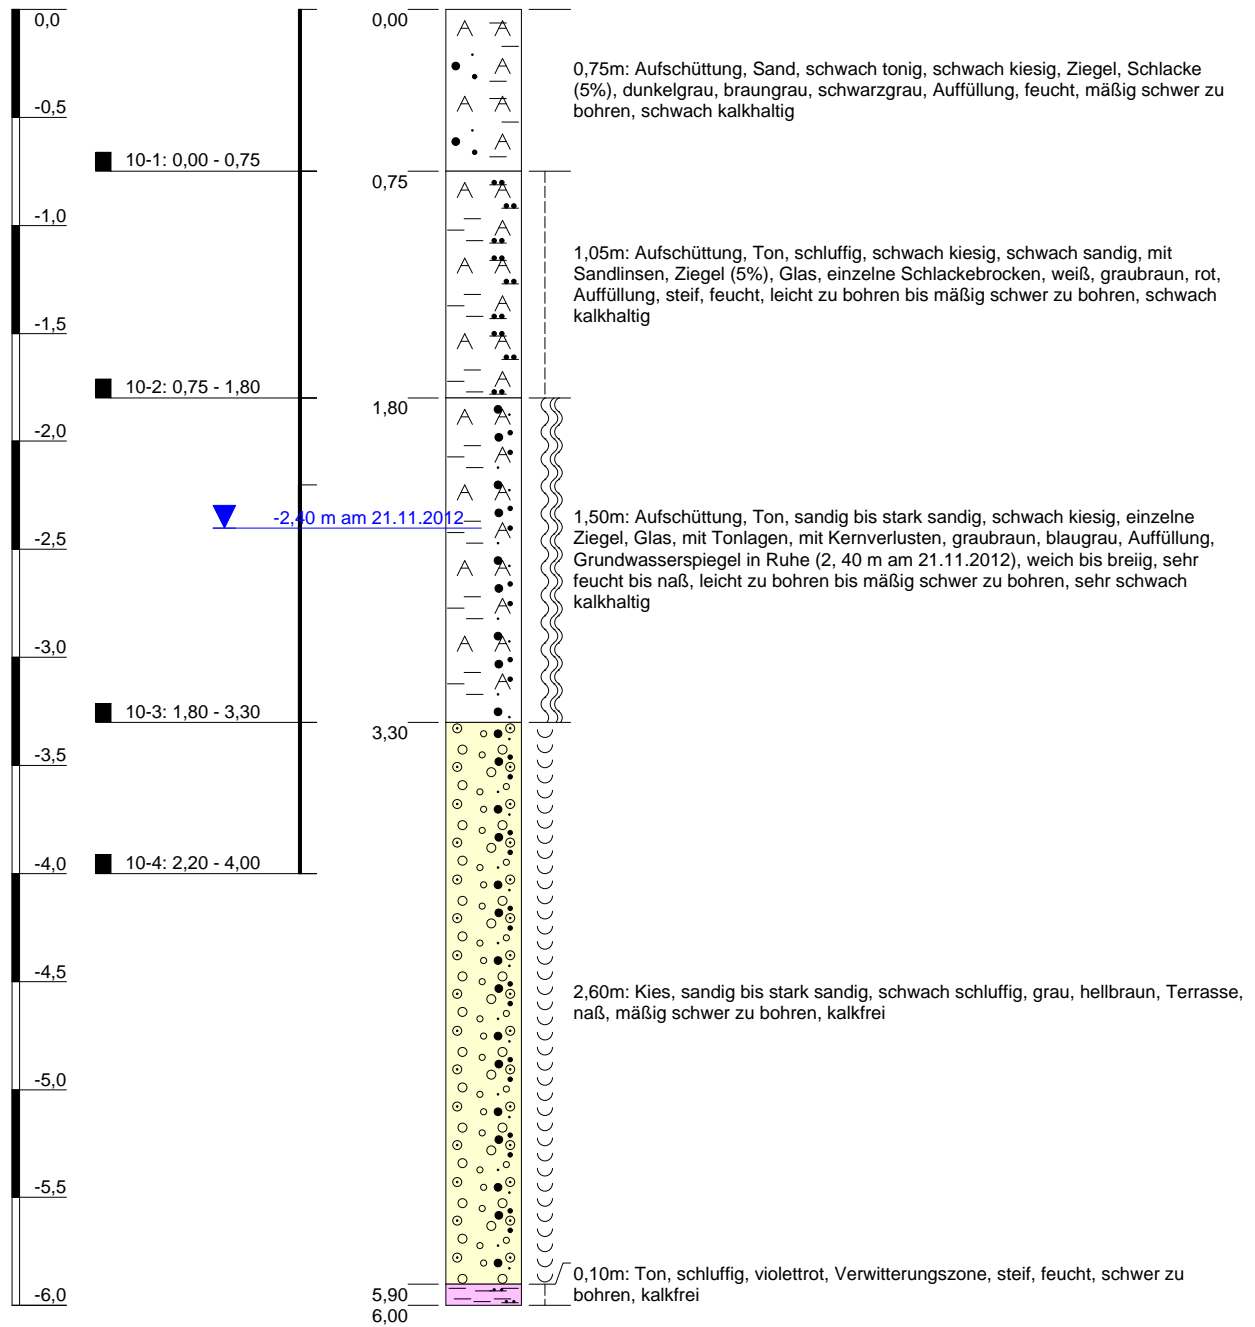 0,0
0,00
0,75m: Aufschüttung, Sand, schwach tonig, schwach kiesig, Ziegel, Schlacke
(5%), dunkelgrau, braungrau, schwarzgrau, Auffüllung, feucht, mäßig schwer zu
bohren, schwach kalkhaltig
-0,5
10-1: 0,00 - 0,75
0,75
-1,0
1,05m: Aufschüttung, Ton, schluffig, schwach kiesig, schwach sandig, mit
Sandlinsen, Ziegel (5%), Glas, einzelne Schlackebrocken, weiß, graubraun, rot,
Auffüllung, steif, feucht, leicht zu bohren bis mäßig schwer zu bohren, schwach
kalkhaltig
-1,5
10-2: 0,75 - 1,80
1,80
-2,0
-2,40 m am 21.11.2012
1,50m: Aufschüttung, Ton, sandig bis stark sandig, schwach kiesig, einzelne
Ziegel, Glas, mit Tonlagen, mit Kernverlusten, graubraun, blaugrau, Auffüllung,
Grundwasserspiegel in Ruhe (2, 40 m am 21.11.2012), weich bis breiig, sehr
feucht bis naß, leicht zu bohren bis mäßig schwer zu bohren, sehr schwach
kalkhaltig
-2,5
-3,0
10-3: 1,80 - 3,30
3,30
-3,5
-4,0
10-4: 2,20 - 4,00
-4,5
2,60m: Kies, sandig bis stark sandig, schwach schluffig, grau, hellbraun, Terrasse,
naß, mäßig schwer zu bohren, kalkfrei
-5,0
-5,5
0,10m: Ton, schluffig, violettrot, Verwitterungszone, steif, feucht, schwer zu
bohren, kalkfrei
5,90
-6,0
6,00